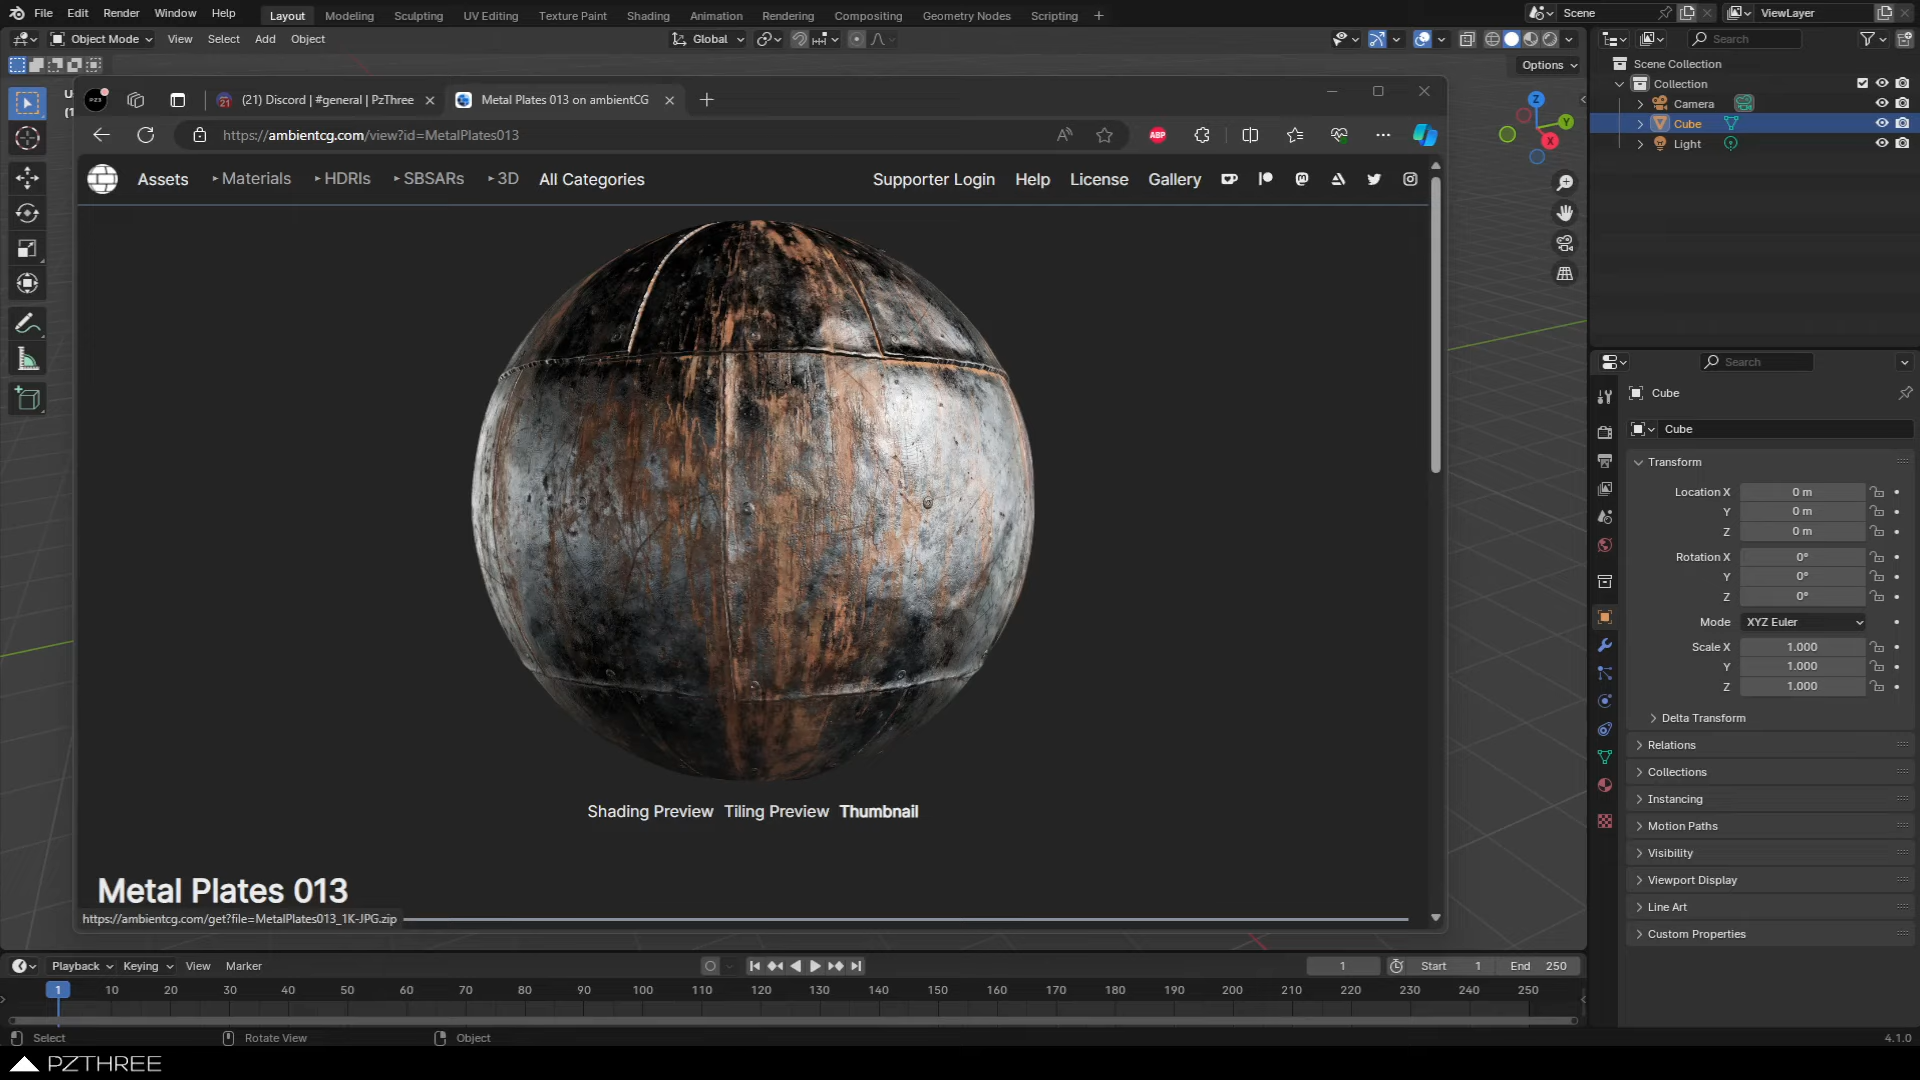 File Edit Render Window Help Layout Modeling Sculpting UV Editing Texture Paint Shading Animation Rendering Compositing Geometry Nodes Scripting Scene ViewLayer
Object Mode View Select Add Object Global Search
Options
Scene Collection
Collection
Camera
Cube
Light
(21) Discord | #general | PzThree Metal Plates 013 on ambientCG
https://ambientcg.com/view?id=MetalPlates013
ABP
Assets Materials HDRIs SBSARs 3D All Categories Supporter Login Help License Gallery
Z
Y
X
Shading Preview Tiling Preview Thumbnail
Metal Plates 013
https://ambientcg.com/get?file=MetalPlates013_1K-JPG.zip
Search
Cube
Cube
Transform
Location X 0 m
Y 0 m
Z 0 m
Rotation X 0°
Y 0°
Z 0°
Mode XYZ Euler
Scale X 1.000
Y 1.000
Z 1.000
Delta Transform
Relations
Collections
Instancing
Motion Paths
Visibility
Viewport Display
Line Art
Custom Properties
Playback Keying View Marker 1 Start 1 End 250
1 10 20 30 40 50 60 70 80 90 100 110 120 130 140 150 160 170 180 190 200 210 220 230 240 250
Select Rotate View Object 4.1.0
PZTHREE